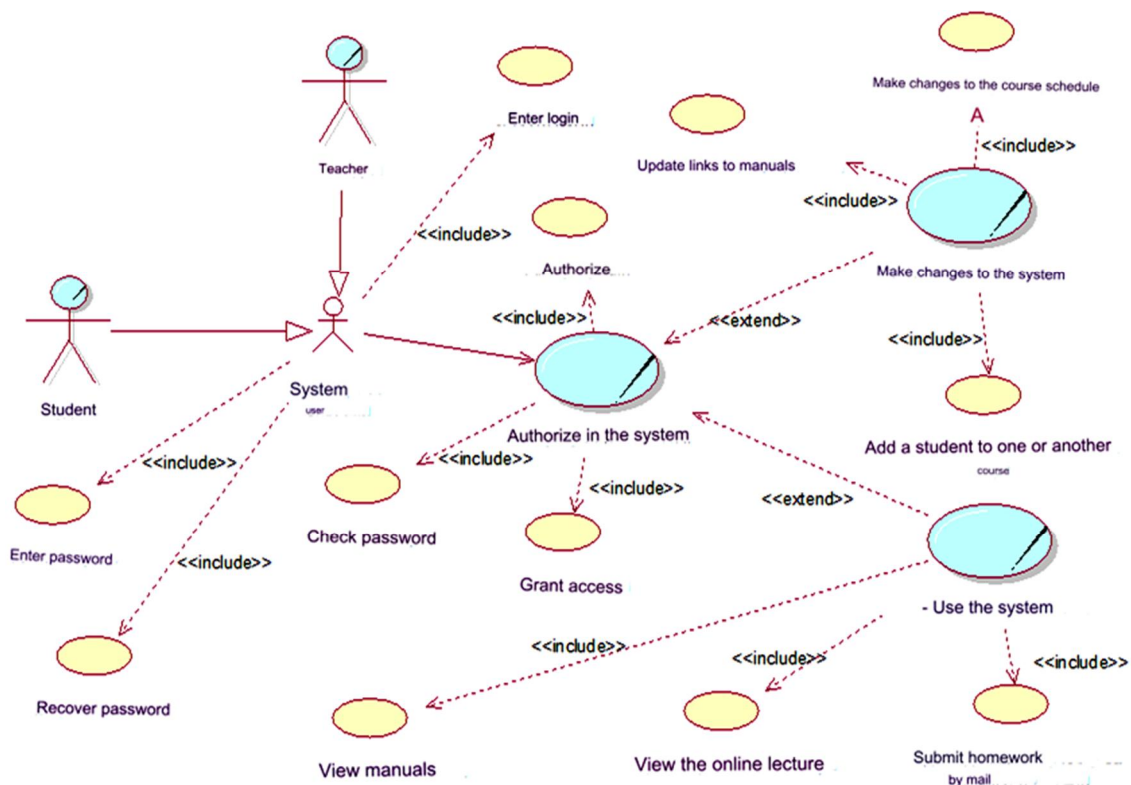 Make changes to the course schedule
A
<<include>>
Enter login
Update links to manuals
<<include>>
Teacher
<<include>>
Authorize
Make changes to the system
<<include>>
<<extend>>
<<include>>
System
user
Student
Authorize in the system
Add a student to one or another
course
<<include>>
<<include>>
<<include>>
<<extend>>
Enter password
Check password
<<include>>
Grant access
- Use the system
<<include>>
<<include>>
<<include>>
Recover password
View manuals
View the online lecture
Submit homework
by mail